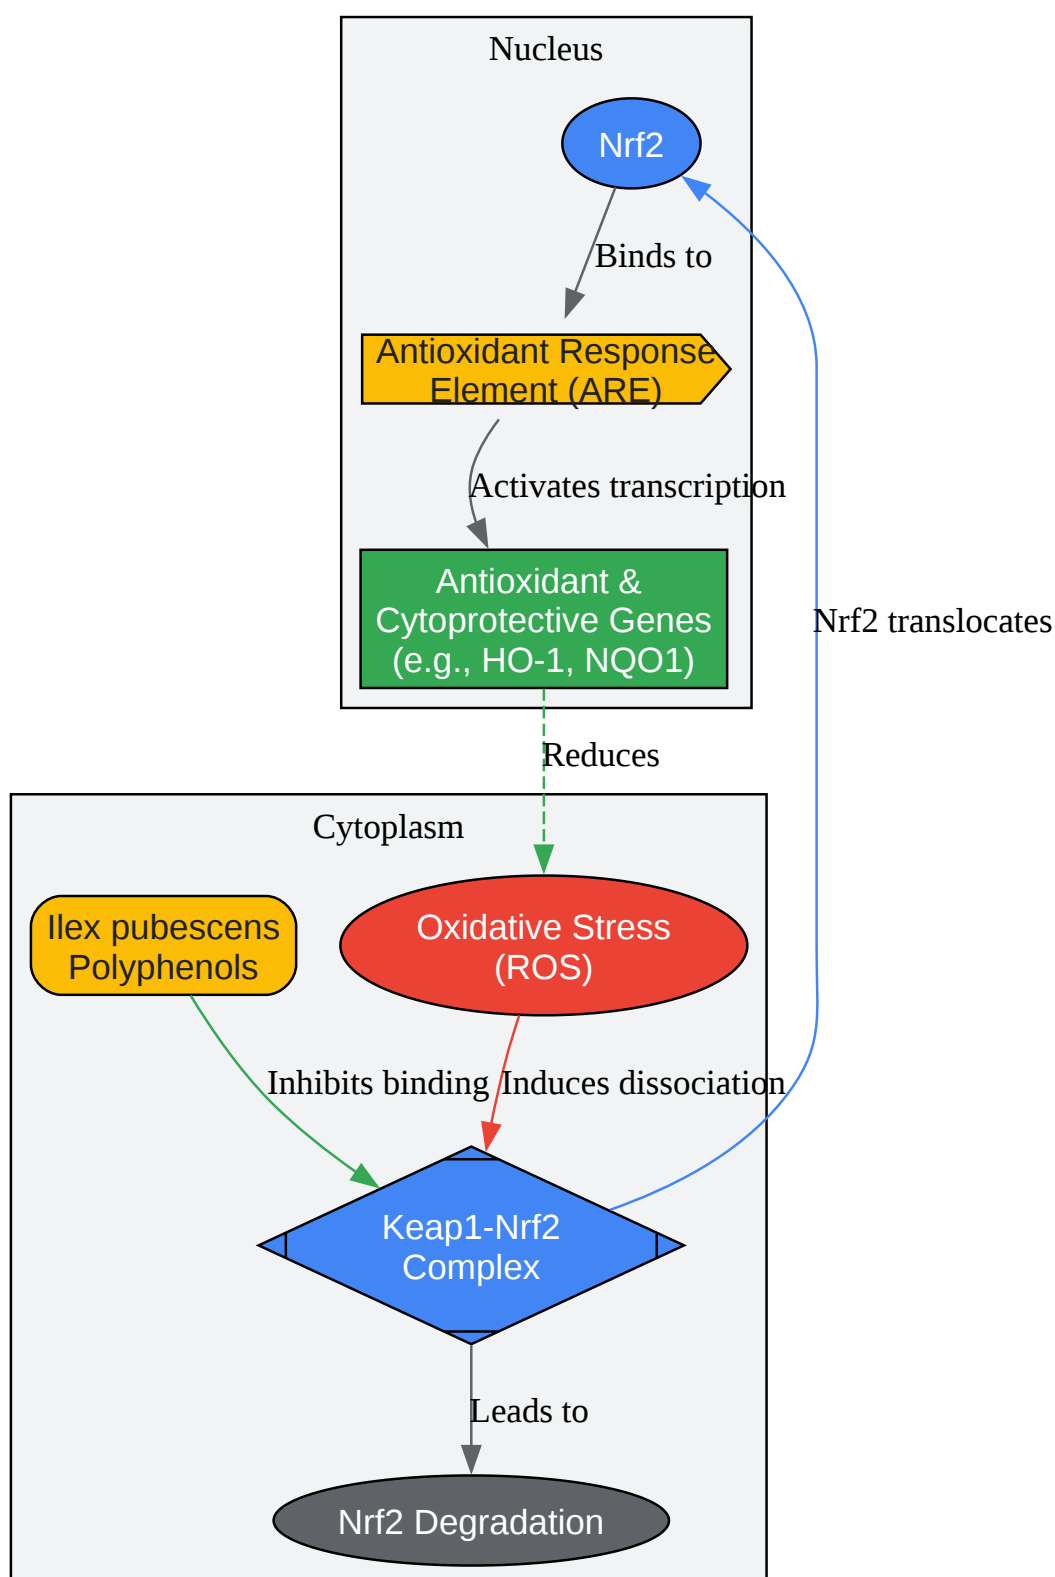 Nucleus
Nrf2
Binds to
Antioxidant Response
Element (ARE)
Activates transcription
Antioxidant &
Cytoprotective Genes
(e.g., HO-1, NQO1)
Nrf2 translocates
Reduces
Cytoplasm
Ilex pubescens
Polyphenols
Oxidative Stress
(ROS)
Inhibits binding
Induces dissociation
Keap1-Nrf2
Complex
Leads to
Nrf2 Degradation